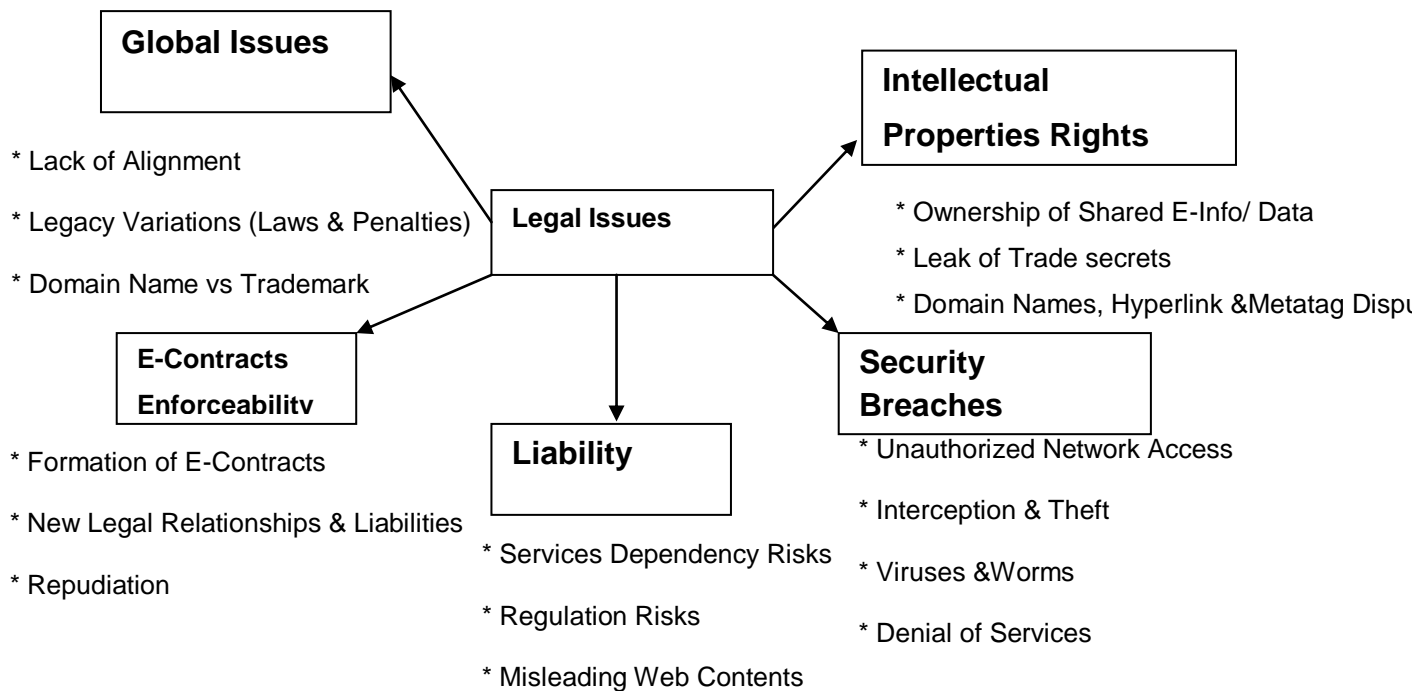 Global Issues
* Lack of Alignment
* Legacy Variations (Laws & Penalties)
* Domain Name vs Trademark
Intellectual
Properties Rights
* Ownership of Shared E-Info/ Data
* Leak of Trade secrets
* Domain Names, Hyperlink &Metatag Dispu
Legal Issues
E-Contracts
Enforceability
* Formation of E-Contracts
* New Legal Relationships & Liabilities
* Repudiation
Liability
* Services Dependency Risks
* Regulation Risks
* Misleading Web Contents
Security
Breaches
* Unauthorized Network Access
* Interception & Theft
* Viruses &Worms
* Denial of Services